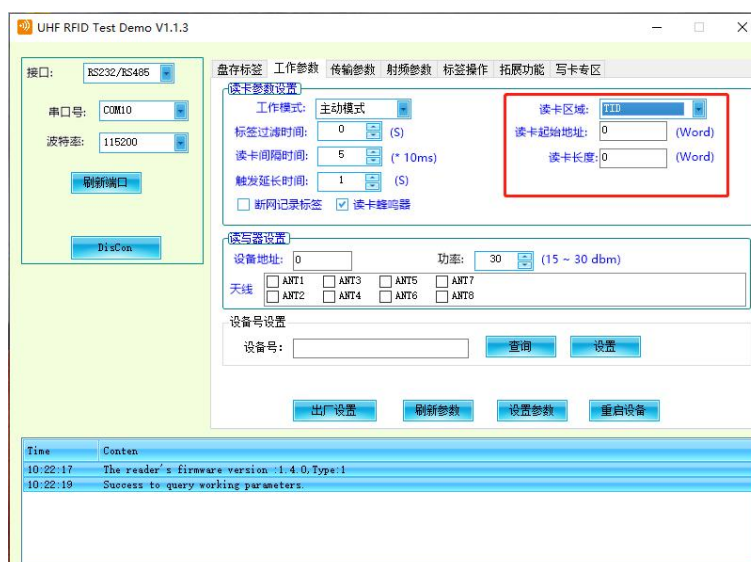 UHF RFID Test Demo V1.1.3
接口: RS232/RS485
串口号: COM10
波特率: 115200
刷新端口
DisCon
盘存标签 工作参数 传输参数 射频参数 标签操作 拓展功能 写卡专区
读卡参数设置
工作模式: 主动模式
标签过滤时间: 0 (S)
读卡间隔时间: 5 (* 10ms)
触发延长时间: 1 (S)
断网记录标签 读卡蜂鸣器
读卡区域: TID
读卡起始地址: 0 (Word)
读卡长度: 0 (Word)
读写器设置
设备地址: 0 功率: 30 (15 ~ 30 dbm)
天线
ANT1 ANT3 ANT5 ANT7
ANT2 ANT4 ANT6 ANT8
设备号设置
设备号: 查询 设置
出厂设置 刷新参数 设置参数 重启设备
Time Conten
10:22:17 The reader's firmware version :1.4.0,Type:1
10:22:19 Success to query working parameters.